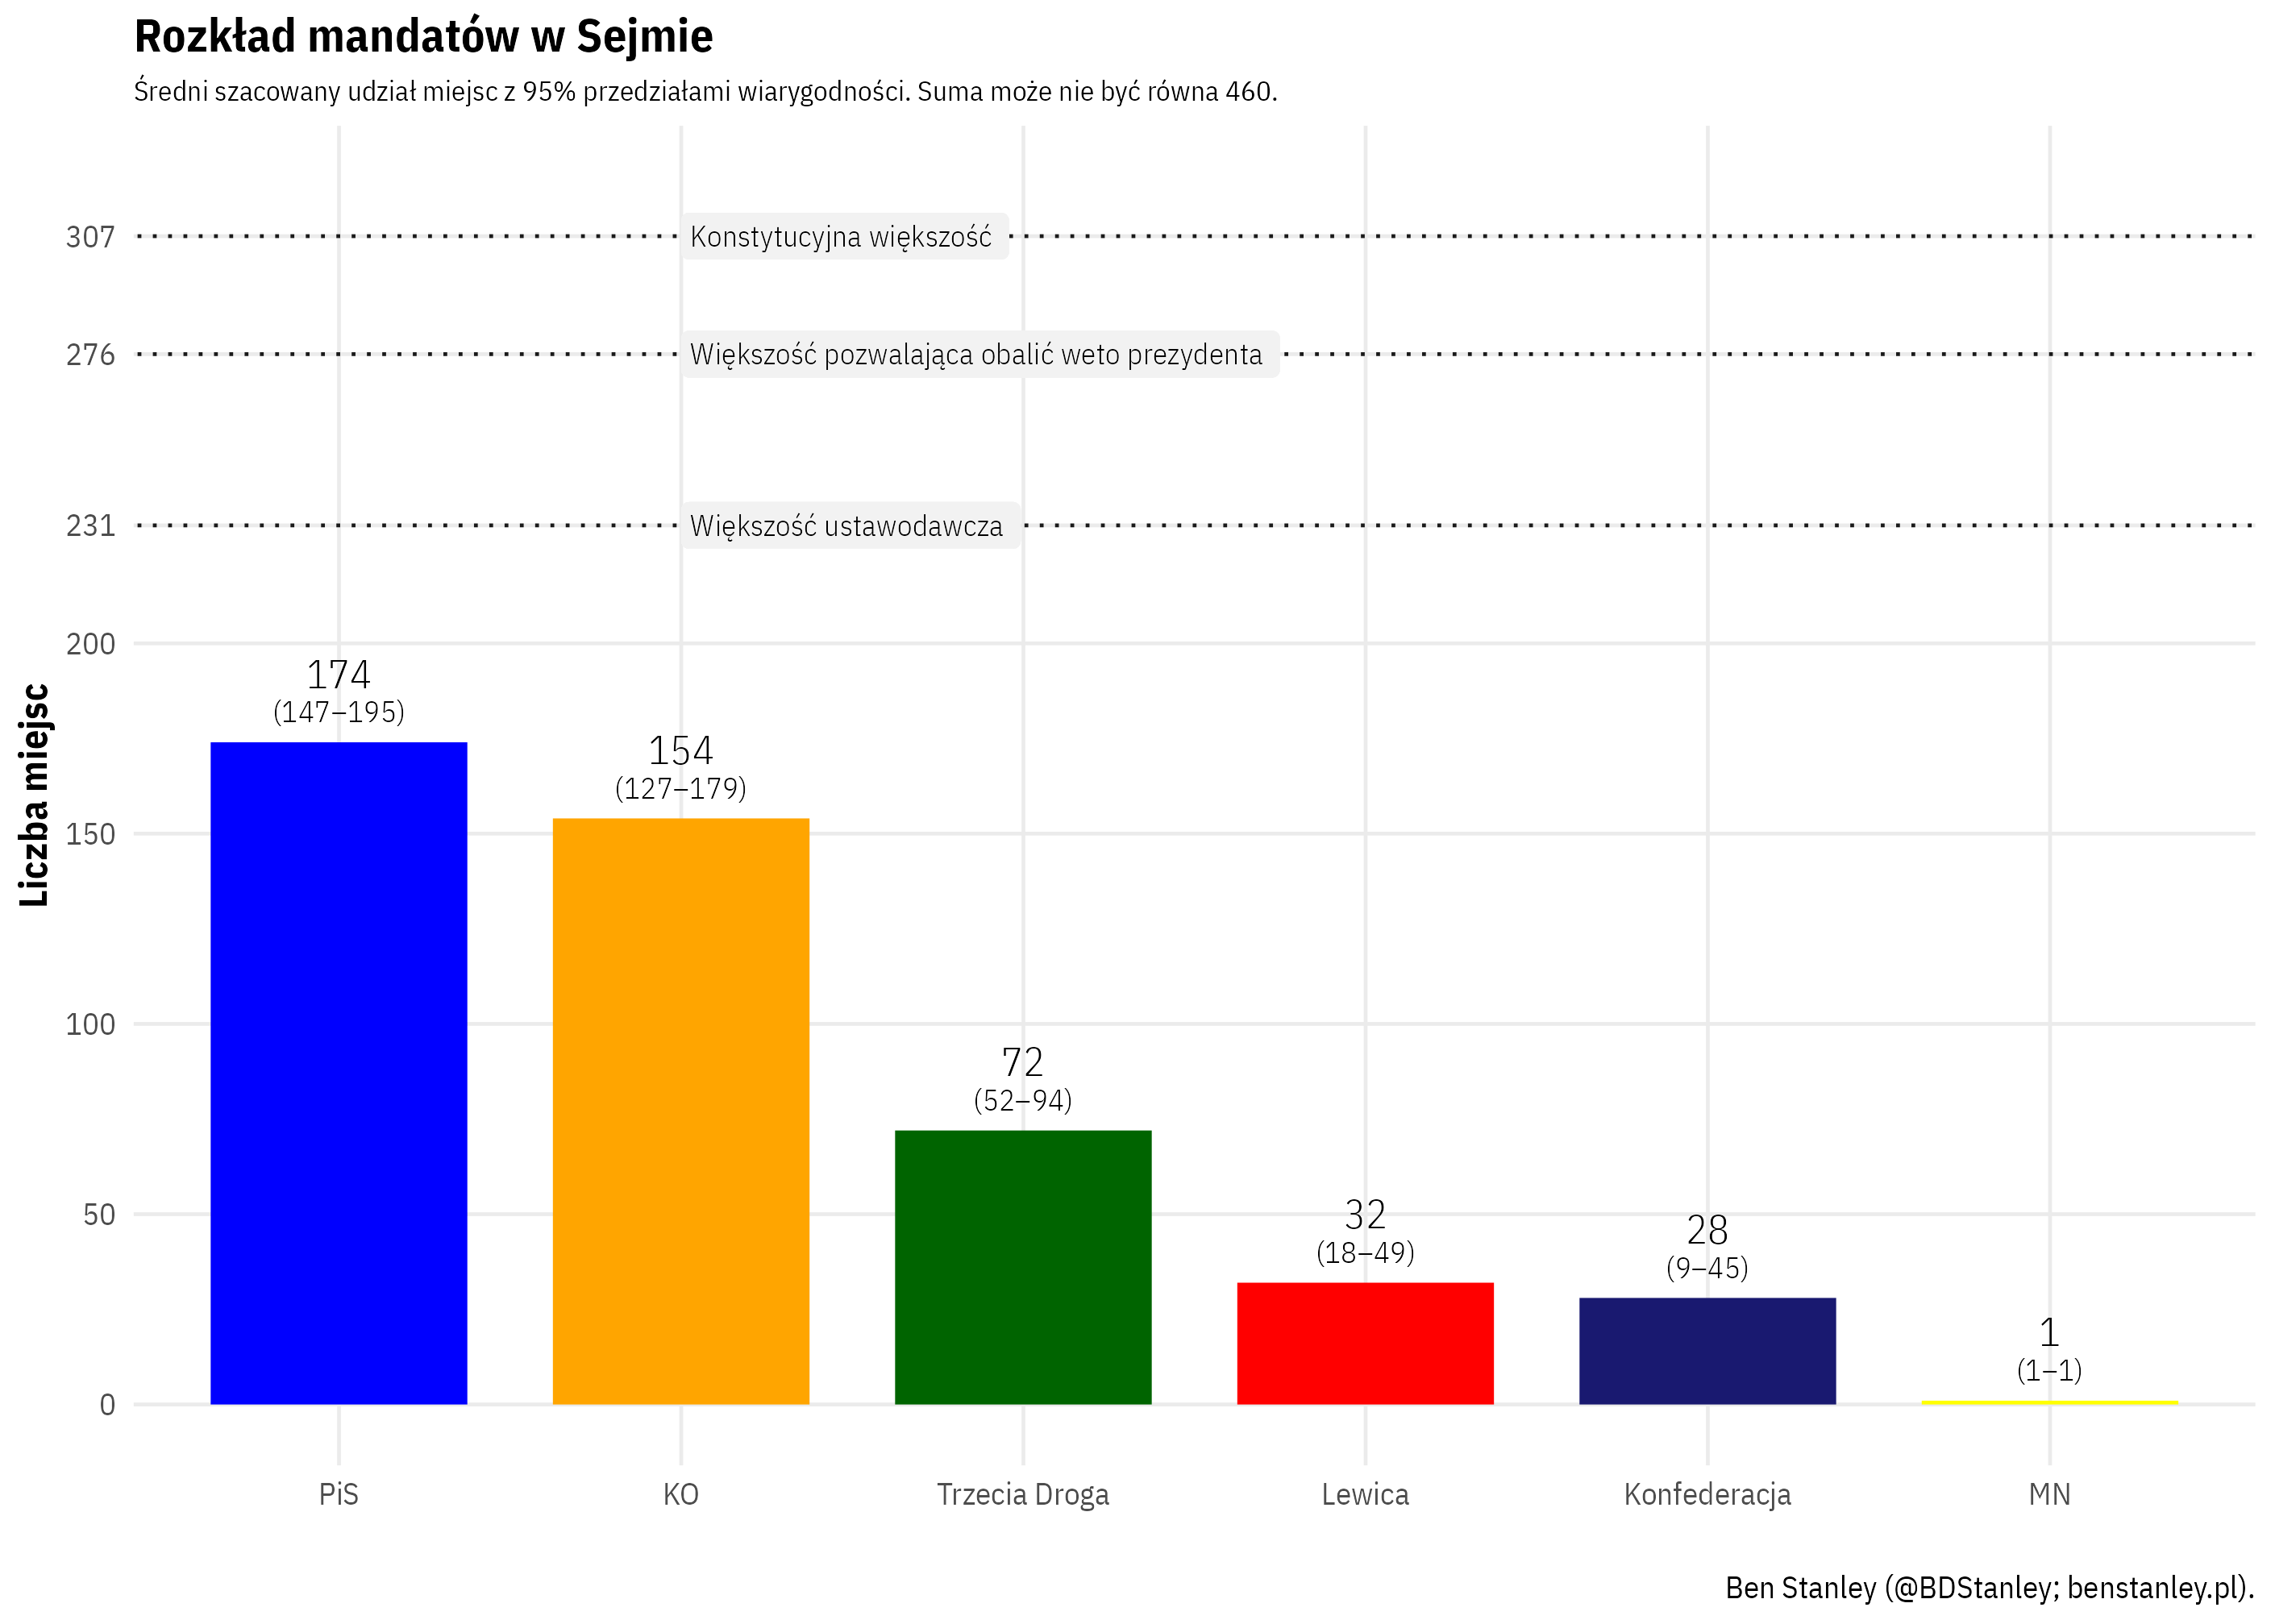 Rozkład mandatów w Sejmie
Średni szacowany udział miejsc z 95% przedziałami wiarygodności. Suma może nie być równa 460.
Liczba miejsc
307
Konstytucyjna większość
276
Większość pozwalająca obalić weto prezydenta
231
Większość ustawodawcza
200
150
100
50
0
174
(147–195)
154
(127–179)
72
(52–94)
32
(18–49)
28
(9–45)
1
(1–1)
PiS
KO
Trzecia Droga
Lewica
Konfederacja
MN
Ben Stanley (@BDStanley; benstanley.pl).